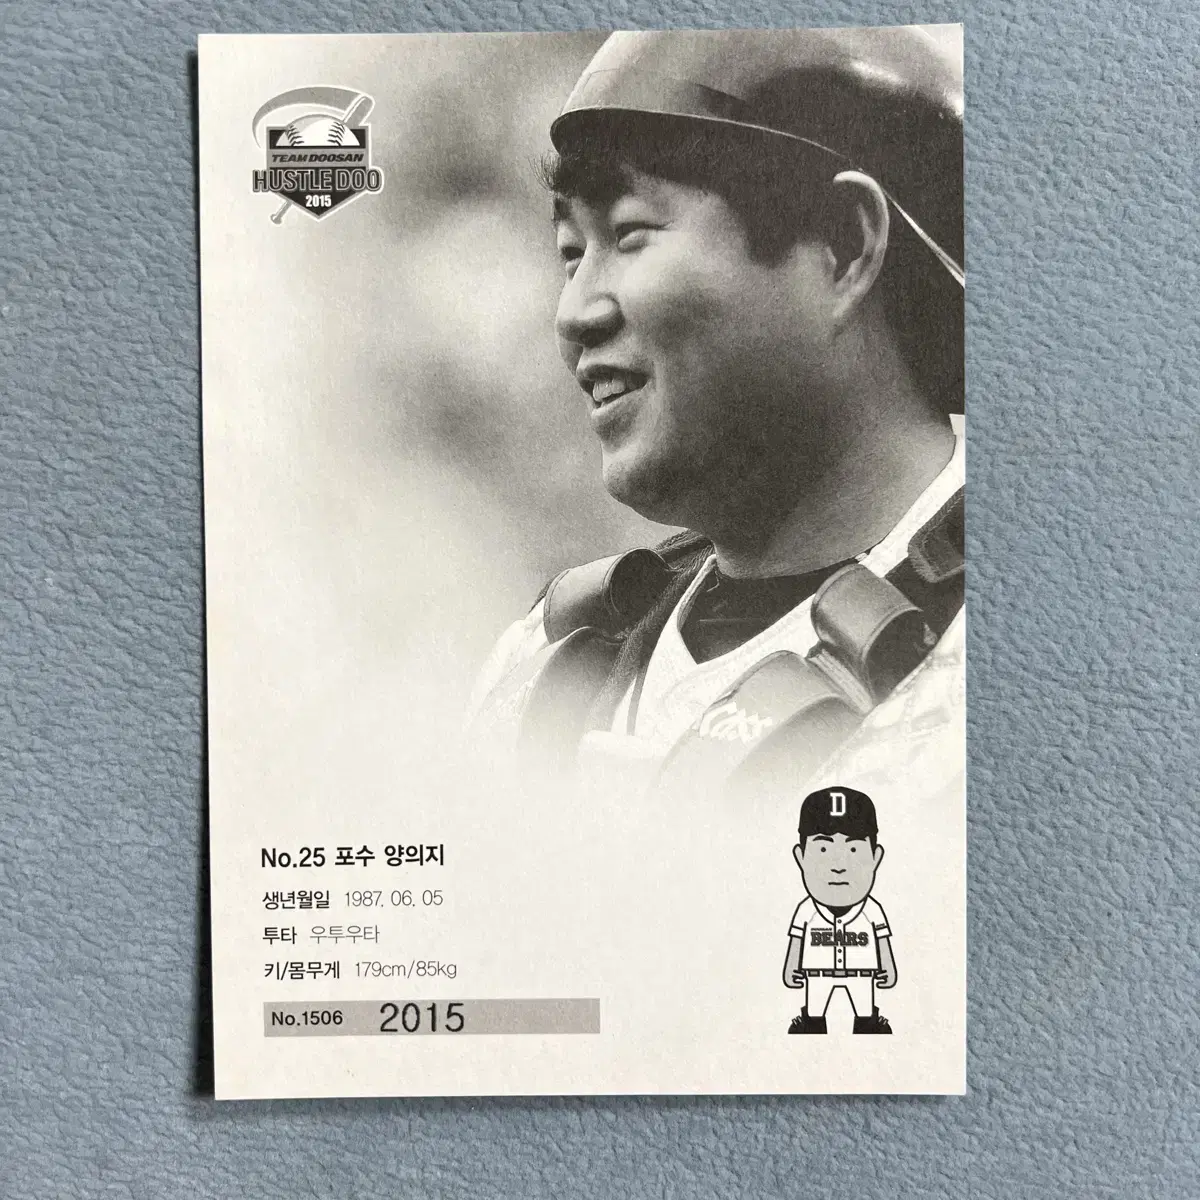 TEAM DOOSAN
HUSTLE DOO
2015
No.25 포수 양의지
생년월일 1987. 06. 05
투타 우투우타
키/몸무게 179cm/85kg
No.1506 2015
D
BEARS